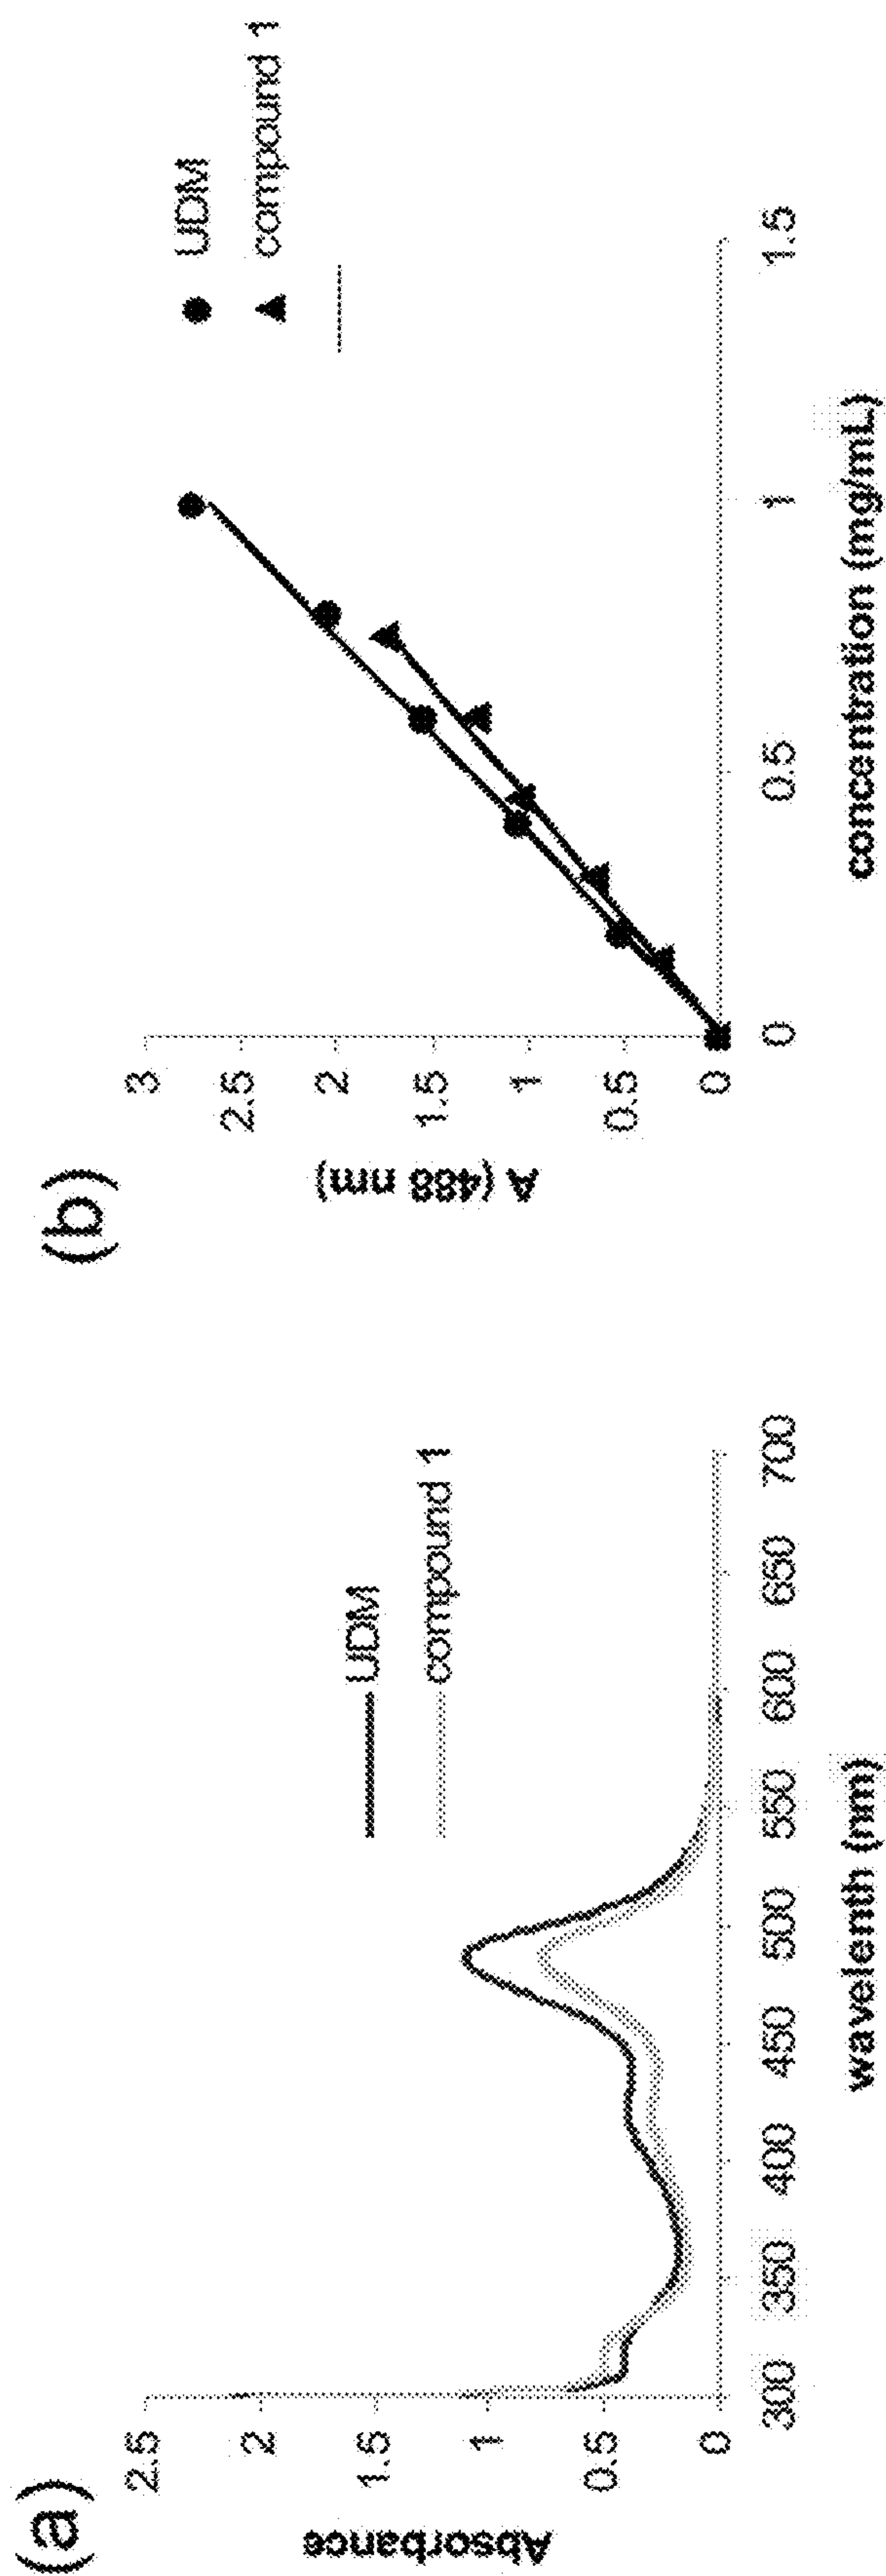 (a)
Absorbance
2.5
2
1.5
1
0.5
0
300 350 400 450 500 550 600 650 700
wavelenth (nm)
UDM
compound 1
(b)
A (488 nm)
3
2.5
2
1.5
1
0.5
0
0 0.5 1 1.5
concentration (mg/mL)
UDM
compound 1